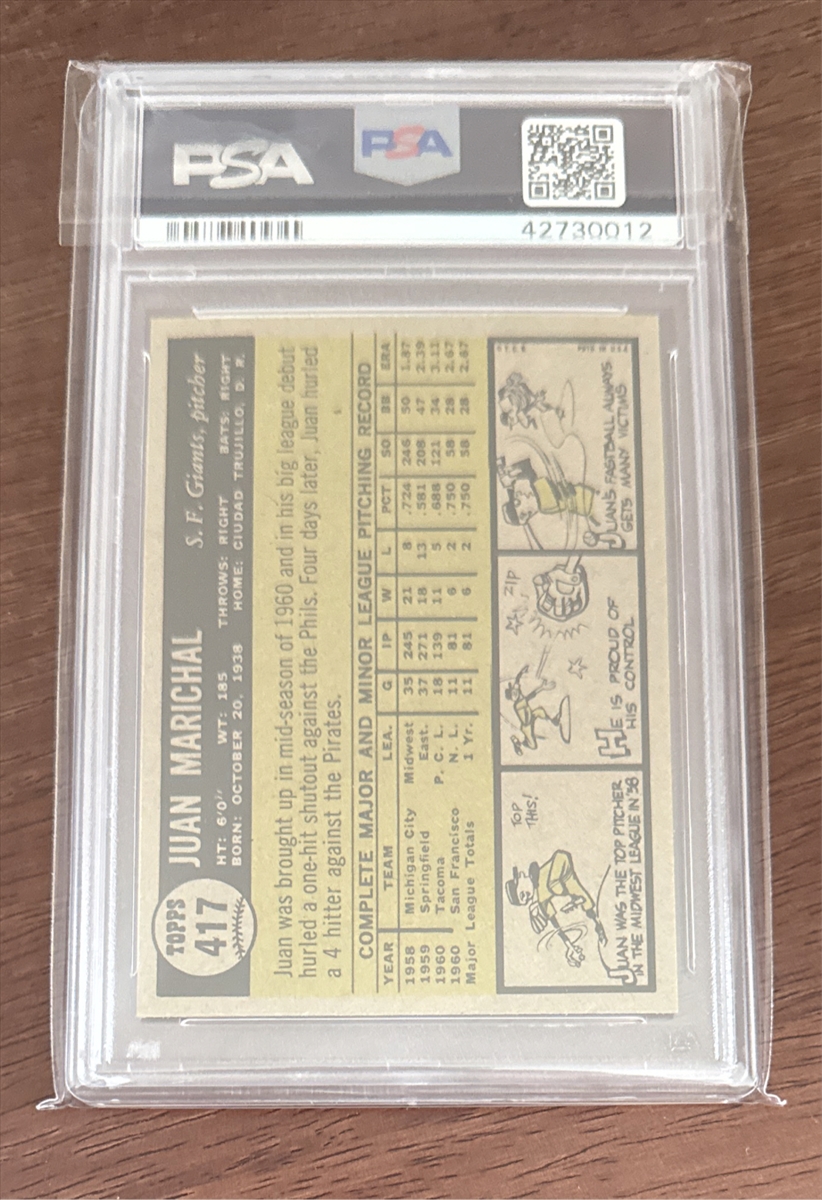 PSA
PSA
42730012
TOPPS
417
JUAN MARICHAL
S. F. Giants, pitcher
HT: 6'0" WT: 185 THROWS: RIGHT BATS: RIGHT
BORN: OCTOBER 20, 1938 HOME: CIUDAD TRUJILLO, D. R.
Juan was brought up in mid-season of 1960 and in his big league debut
hurled a one-hit shutout against the Phils. Four days later, Juan hurled
a 4 hitter against the Pirates.
COMPLETE MAJOR AND MINOR LEAGUE PITCHING RECORD
YEAR TEAM LEA. G IP W L PCT SO BB ERA
1958 Michigan City Midwest 35 245 21 8 .724 246 50 1.87
1959 Springfield East. 37 271 18 13 .581 208 47 2.39
1960 Tacoma P. C. L. 18 139 11 5 .688 121 34 3.11
1960 San Francisco N. L. 11 81 6 2 .750 58 28 2.67
Major League Totals 1 Yr. 11 81 6 2 .750 58 28 2.67
TOP
THIS!
JUAN WAS THE TOP PITCHER
IN THE MIDWEST LEAGUE IN '58
ZIP
HE IS PROUD OF
HIS CONTROL
©T.C.G. PRTD. IN U.S.A.
JUAN'S FASTBALL ALWAYS
GETS MANY VICTIMS